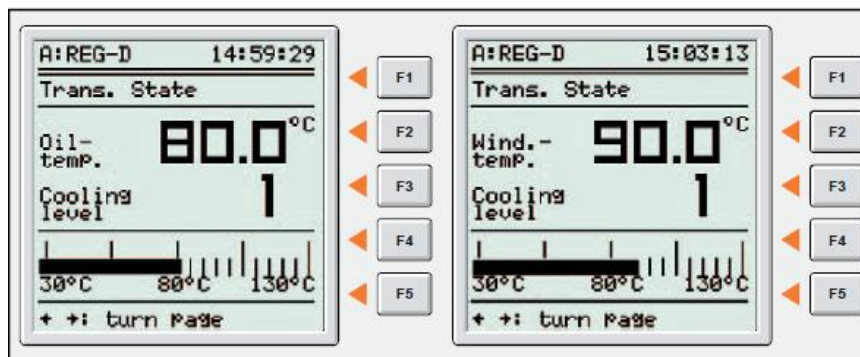 A:REG-D 14:59:29
Trans. State
Oil-
temp.
80.0 °C
Cooling
level
1
30°C 80°C 130°C
← →: turn page
F1
F2
F3
F4
F5
A:REG-D 15:03:13
Trans. State
Wind.-
temp.
90.0 °C
Cooling
level
1
30°C 80°C 130°C
← →: turn page
F1
F2
F3
F4
F5